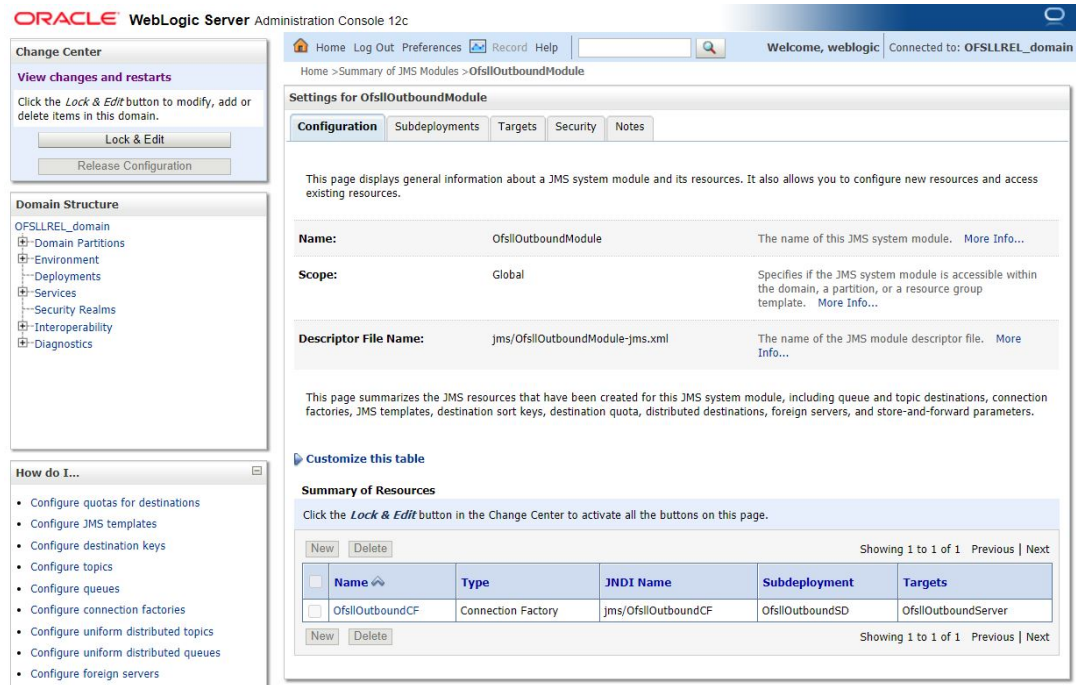 ORACLE WebLogic Server Administration Console 12c
Change Center
View changes and restarts
Click the Lock & Edit button to modify, add or
delete items in this domain.
Lock & Edit
Release Configuration
Domain Structure
OFSLLREL_domain
Domain Partitions
Environment
Deployments
Services
Security Realms
Interoperability
Diagnostics
How do I...
Configure quotas for destinations
Configure JMS templates
Configure destination keys
Configure topics
Configure queues
Configure connection factories
Configure uniform distributed topics
Configure uniform distributed queues
Configure foreign servers
Home Log Out Preferences Record Help
Welcome, weblogic Connected to: OFSLLREL_domain
Home >Summary of JMS Modules >OfsllOutboundModule
Settings for OfsllOutboundModule
Configuration Subdeployments Targets Security Notes
This page displays general information about a JMS system module and its resources. It also allows you to configure new resources and access
existing resources.
Name: OfsllOutboundModule The name of this JMS system module. More Info...
Scope: Global Specifies if the JMS system module is accessible within
the domain, a partition, or a resource group
template. More Info...
Descriptor File Name: jms/OfsllOutboundModule-jms.xml The name of the JMS module descriptor file. More
Info...
This page summarizes the JMS resources that have been created for this JMS system module, including queue and topic destinations, connection
factories, JMS templates, destination sort keys, destination quota, distributed destinations, foreign servers, and store-and-forward parameters.
Customize this table
Summary of Resources
Click the Lock & Edit button in the Change Center to activate all the buttons on this page.
New Delete Showing 1 to 1 of 1 Previous | Next
Name Type JNDI Name Subdeployment Targets
OfsllOutboundCF Connection Factory jms/OfsllOutboundCF OfsllOutboundSD OfsllOutboundServer
New Delete Showing 1 to 1 of 1 Previous | Next